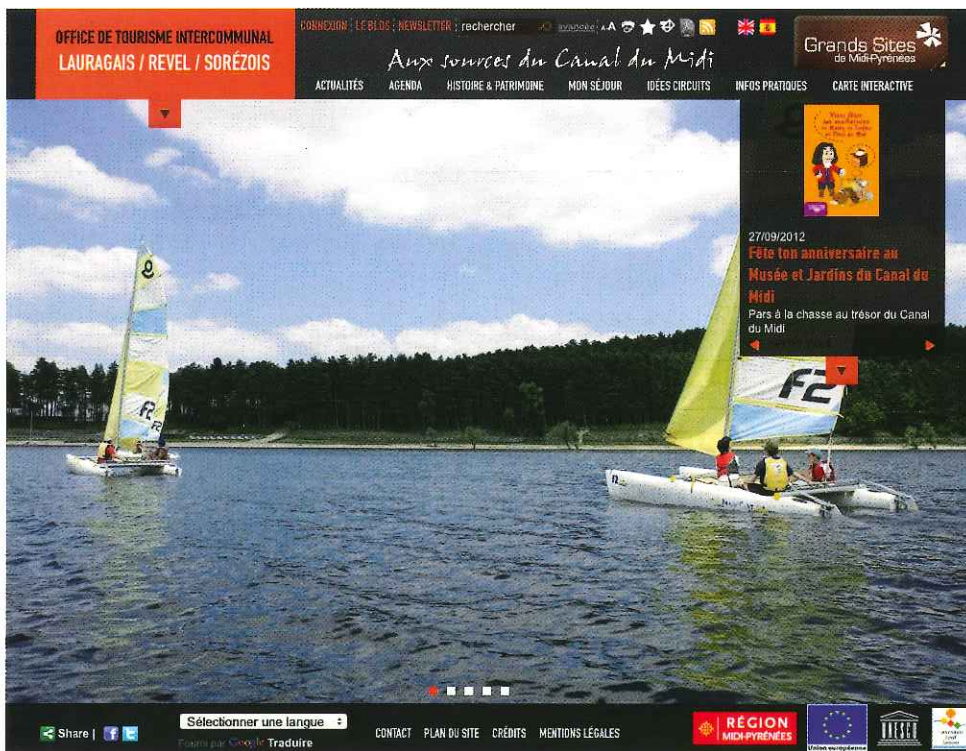 OFFICE DE TOURISME INTERCOMMUNAL
LAURAGAIS / REVEL / SORÉZOIS
CONNEXION | LE BLOG | NEWSLETTER | rechercher avancée AA
Aux sources du Canal du Midi
Grands Sites
de Midi-Pyrénées
ACTUALITÉS AGENDA HISTOIRE & PATRIMOINE MON SÉJOUR IDÉES CIRCUITS INFOS PRATIQUES CARTE INTERACTIVE
27/09/2012
Fête ton anniversaire au
Musée et Jardins du Canal du
Midi
Pars à la chasse au trésor du Canal
du Midi
F2
F2
Share |
Sélectionner une langue
Fourni par Google Traduire
CONTACT PLAN DU SITE CRÉDITS MENTIONS LÉGALES
RÉGION
MIDI-PYRÉNÉES
Union européenne
UNESCO